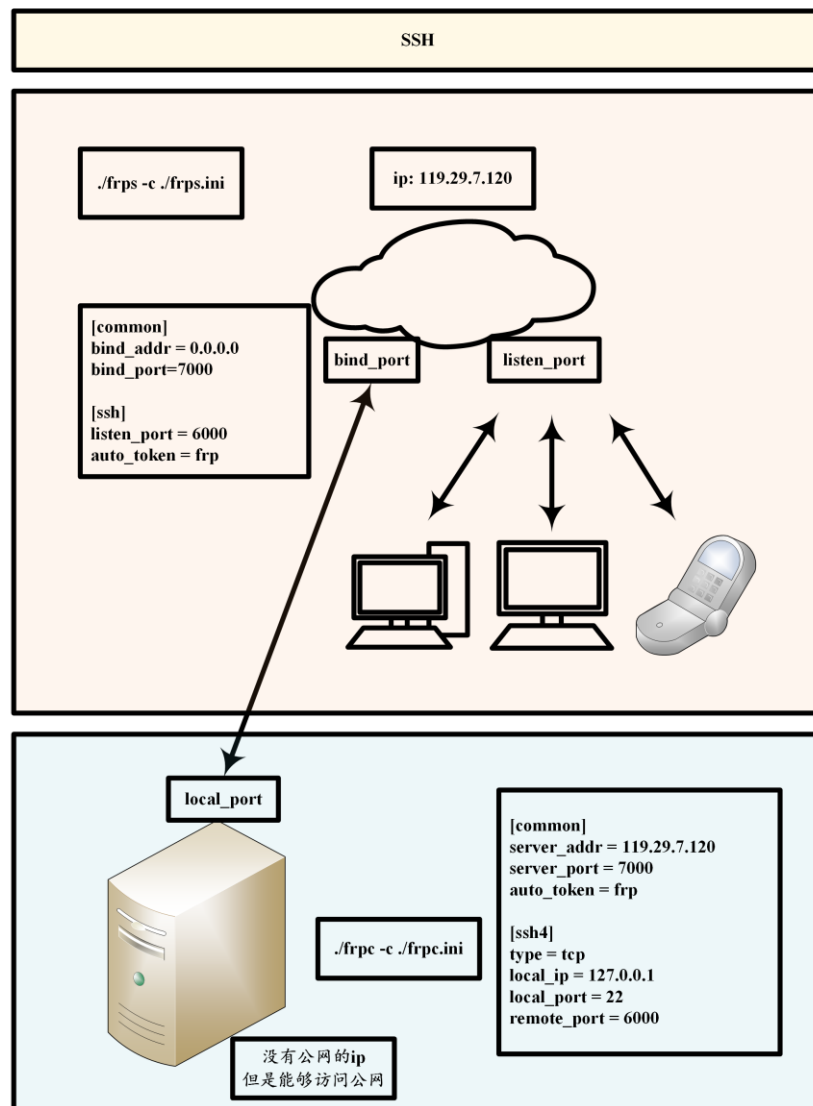 SSH
./frps -c ./frps.ini
ip: 119.29.7.120
[common]
bind_addr = 0.0.0.0
bind_port=7000
[ssh]
listen_port = 6000
auto_token = frp
bind_port
listen_port
local_port
./frpc -c ./frpc.ini
[common]
server_addr = 119.29.7.120
server_port = 7000
auto_token = frp
[ssh4]
type = tcp
local_ip = 127.0.0.1
local_port = 22
remote_port = 6000
没有公网的ip
但是能够访问公网